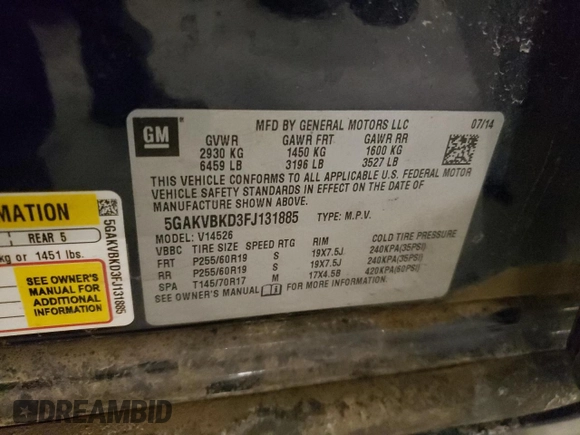 GM
MFD BY GENERAL MOTORS LLC 07/14
GVWR GAWR FRT GAWR RR
2930 KG 1450 KG 1600 KG
6459 LB 3196 LB 3527 LB
THIS VEHICLE CONFORMS TO ALL APPLICABLE U.S. FEDERAL MOTOR
VEHICLE SAFETY STANDARDS IN EFFECT ON THE DATE OF
MANUFACTURE SHOWN ABOVE.
5GAKVBKD3FJ131885 TYPE: M.P.V.
MODEL: V14526
VBBC TIRE SIZE SPEED RTG RIM COLD TIRE PRESSURE
FRT P255/60R19 S 19X7.5J 240KPA(35PSI)
RR P255/60R19 S 19X7.5J 240KPA(35PSI)
SPA T145/70R17 M 17X4.5B 420KPA(60PSI)
SEE OWNER'S MANUAL FOR MORE INFORMATION.
MATION
REAR 5
kg or 1451 lbs.
SEE OWNER'S
MANUAL FOR
ADDITIONAL
INFORMATION
5GAKVBKD3FJ131885
DREAMBID